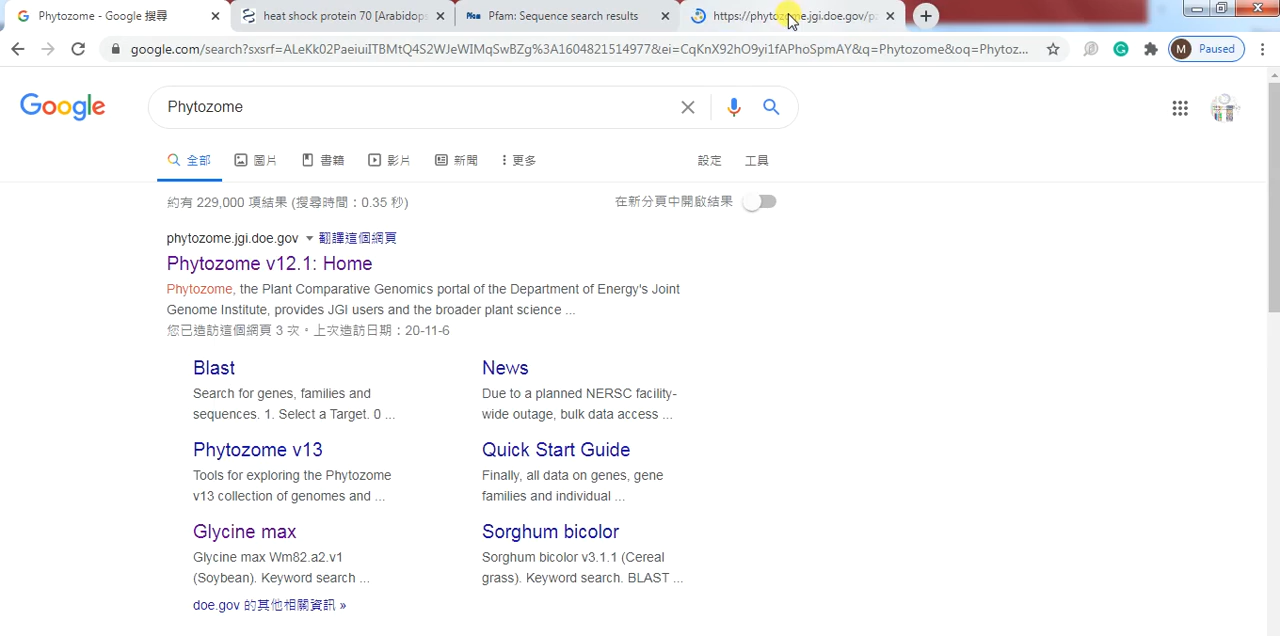 Phytozome - Google 搜尋
heat shock protein 70 [Arabidops
Pfam: Sequence search results
https://phytozome.jgi.doe.gov/p
google.com/search?sxsrf=ALeKk02PaeiuiITBMtQ4S2WJeWIMqSwBZg%3A1604821514977&ei=CqKnX92hO9yi1fAPhoSpmAY&q=Phytozome&oq=Phytoz...
M Paused
Google
Phytozome
全部 圖片 書籍 影片 新聞 更多 設定 工具
約有 229,000 項結果 (搜尋時間：0.35 秒)
在新分頁中開啟結果
phytozome.jgi.doe.gov 翻譯這個網頁
Phytozome v12.1: Home
Phytozome, the Plant Comparative Genomics portal of the Department of Energy's Joint
Genome Institute, provides JGI users and the broader plant science ...
您已造訪這個網頁 3 次。上次造訪日期：20-11-6
Blast
Search for genes, families and
sequences. 1. Select a Target. 0 ...
News
Due to a planned NERSC facility-
wide outage, bulk data access ...
Phytozome v13
Tools for exploring the Phytozome
v13 collection of genomes and ...
Quick Start Guide
Finally, all data on genes, gene
families and individual ...
Glycine max
Glycine max Wm82.a2.v1
(Soybean). Keyword search ...
Sorghum bicolor
Sorghum bicolor v3.1.1 (Cereal
grass). Keyword search. BLAST ...
doe.gov 的其他相關資訊 »